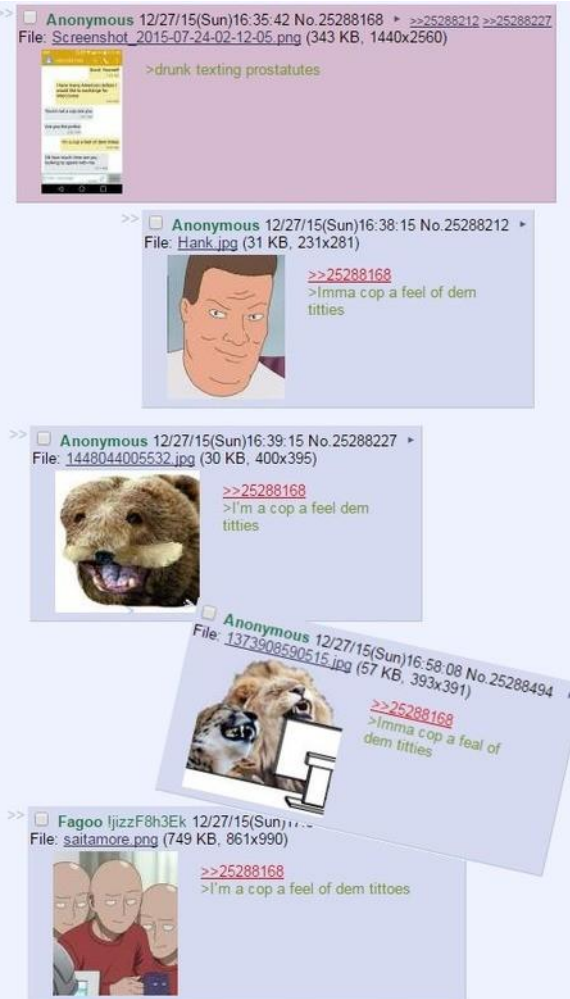 >> Anonymous 12/27/15(Sun)16:35:42 No.25288168 ▸ >>25288212 >>25288227
File: Screenshot_2015-07-24-02-12-05.png (343 KB, 1440x2560)
>drunk texting prostatutes
>> Anonymous 12/27/15(Sun)16:38:15 No.25288212 ▸
File: Hank.jpg (31 KB, 231x281)
>>25288168
>Imma cop a feel of dem
titties
>> Anonymous 12/27/15(Sun)16:39:15 No.25288227 ▸
File: 1448044005532.jpg (30 KB, 400x395)
>>25288168
>I'm a cop a feel dem
titties
Anonymous 12/27/15(Sun)16:58:08 No.25288494
File: 1373908590515.jpg (57 KB, 393x391)
>>25288168
>Imma cop a feal of
dem titties
>> Fagoo !jizzF8h3Ek 12/27/15(Sun)
File: saitamore.png (749 KB, 861x990)
>>25288168
>I'm a cop a feel of dem tittoes